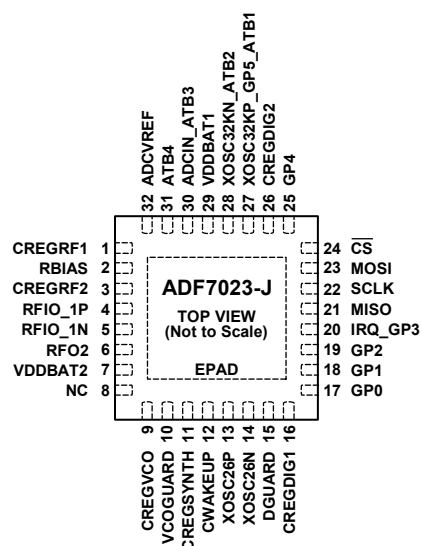 32 ADCVREF
31 ATB4
30 ADCIN_ATB3
29 VDDBAT1
28 XOSC32KN_ATB2
27 XOSC32KP_GP5_ATB1
26 CREGDIG2
25 GP4
CREGRF1 1
RBIAS 2
CREGRF2 3
RFIO_1P 4
RFIO_1N 5
RFO2 6
VDDBAT2 7
NC 8
ADF7023-J
TOP VIEW
(Not to Scale)
EPAD
24 C̅S̅
23 MOSI
22 SCLK
21 MISO
20 IRQ_GP3
19 GP2
18 GP1
17 GP0
CREGVCO 9
VCOGUARD 10
CREGSYNTH 11
CWAKEUP 12
XOSC26P 13
XOSC26N 14
DGUARD 15
CREGDIG1 16